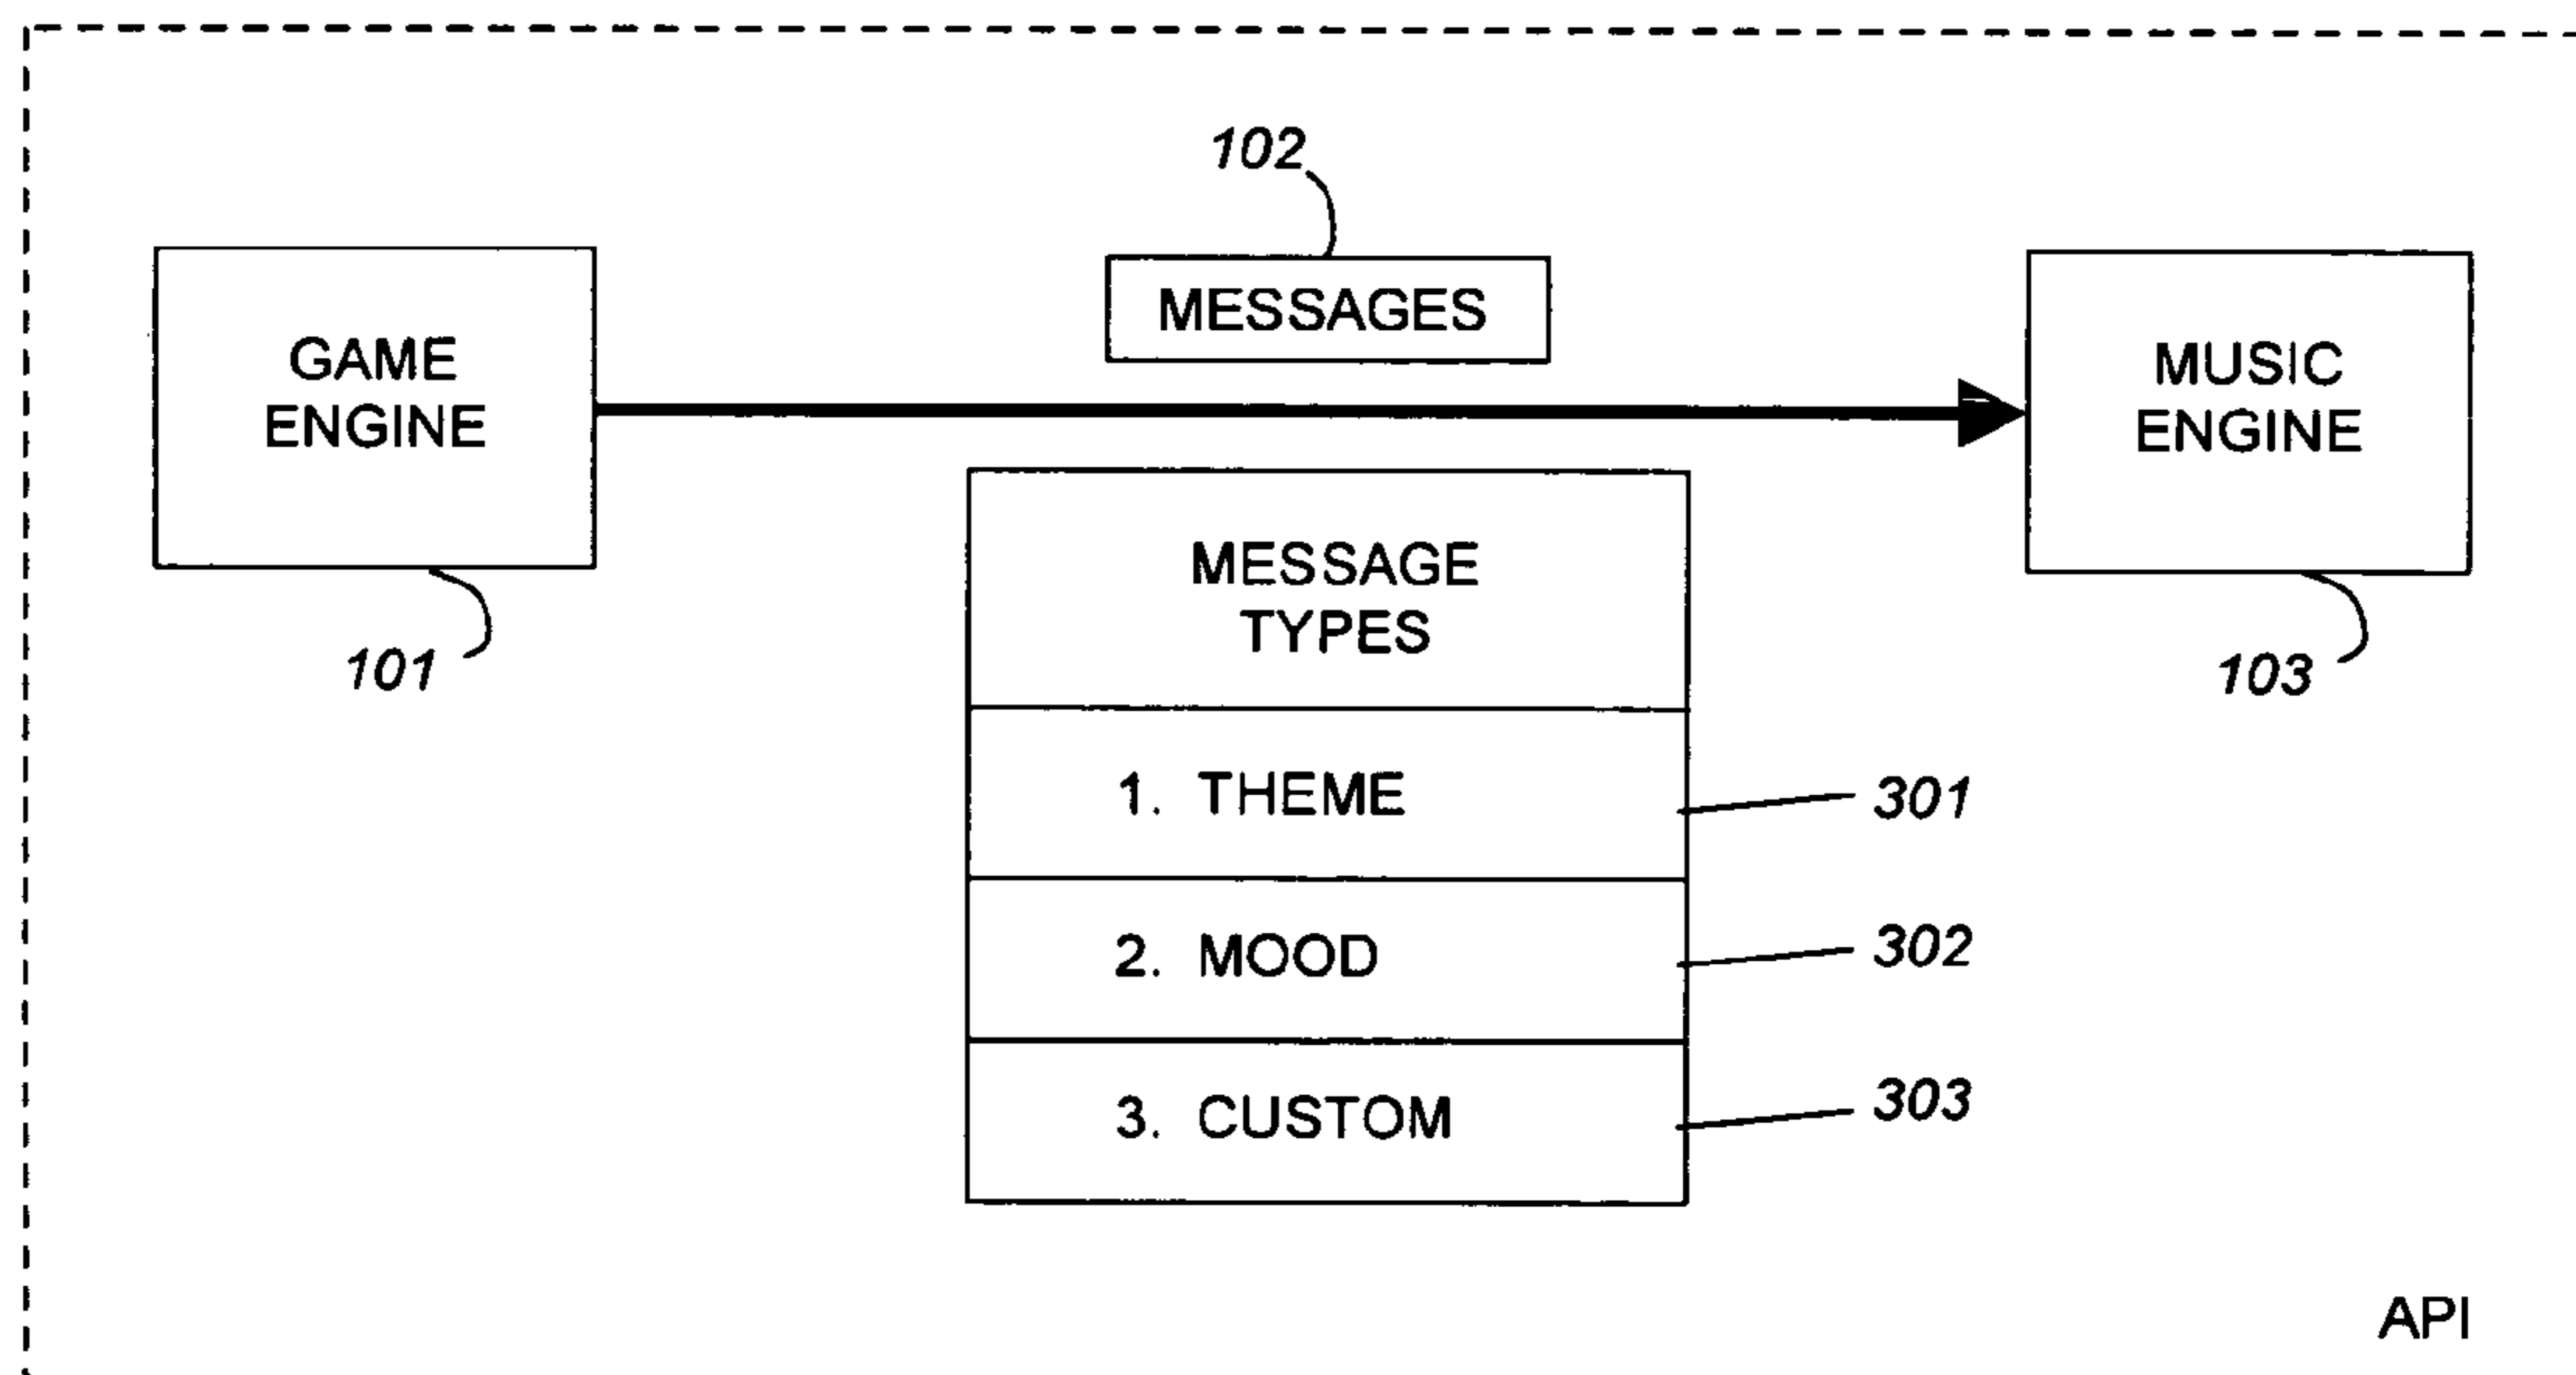 102
MESSAGES
GAME
ENGINE
MUSIC
ENGINE
101
103
MESSAGE
TYPES
1. THEME
301
2. MOOD
302
3. CUSTOM
303
API